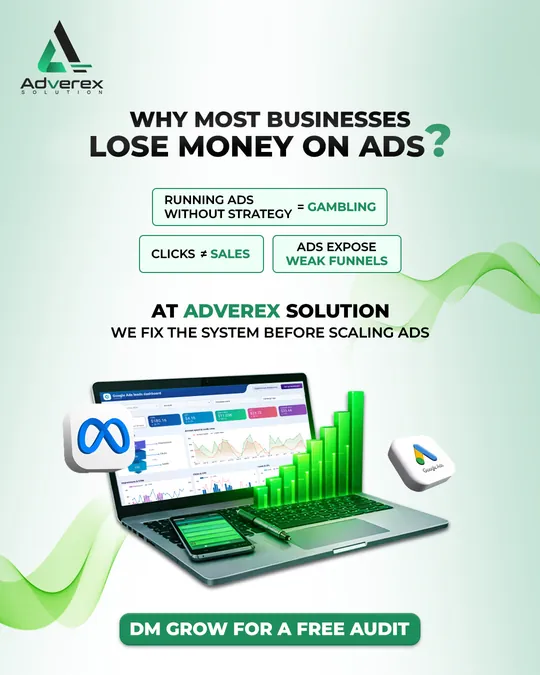 Adverex
SOLUTION
WHY MOST BUSINESSES
LOSE MONEY ON ADS?
RUNNING ADS
WITHOUT STRATEGY = GAMBLING
CLICKS ≠ SALES
ADS EXPOSE
WEAK FUNNELS
AT ADVEREX SOLUTION
WE FIX THE SYSTEM BEFORE SCALING ADS
Google Ads
DM GROW FOR A FREE AUDIT